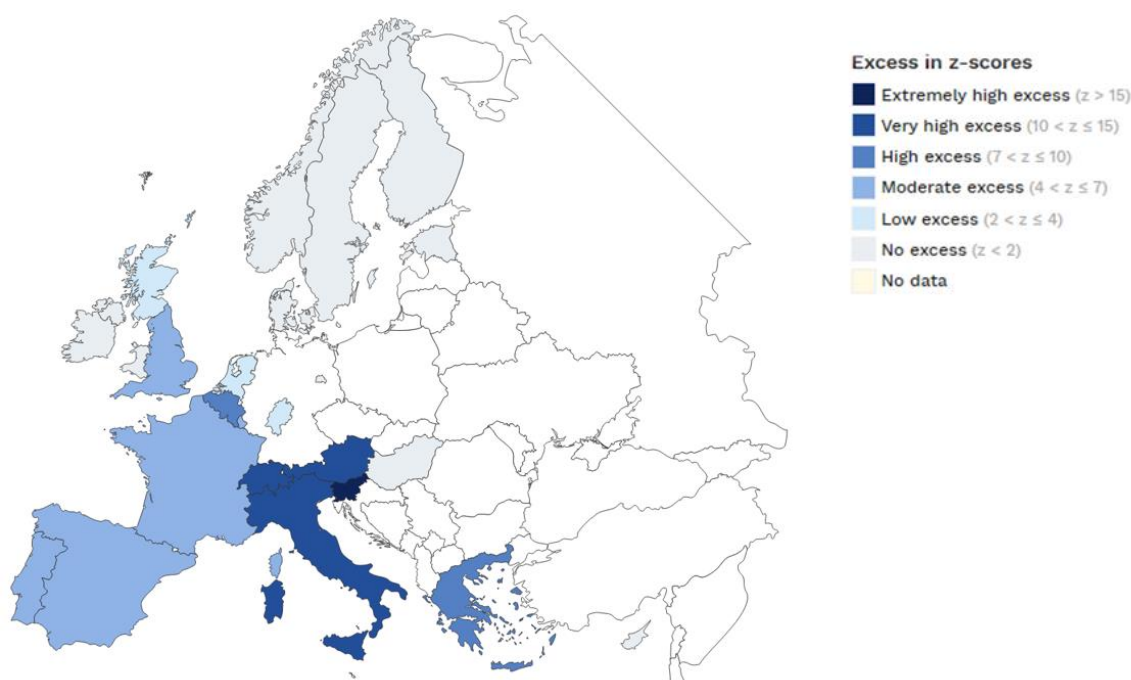 Excess in z-scores
Extremely high excess (z > 15)
Very high excess (10 < z ≤ 15)
High excess (7 < z ≤ 10)
Moderate excess (4 < z ≤ 7)
Low excess (2 < z ≤ 4)
No excess (z < 2)
No data